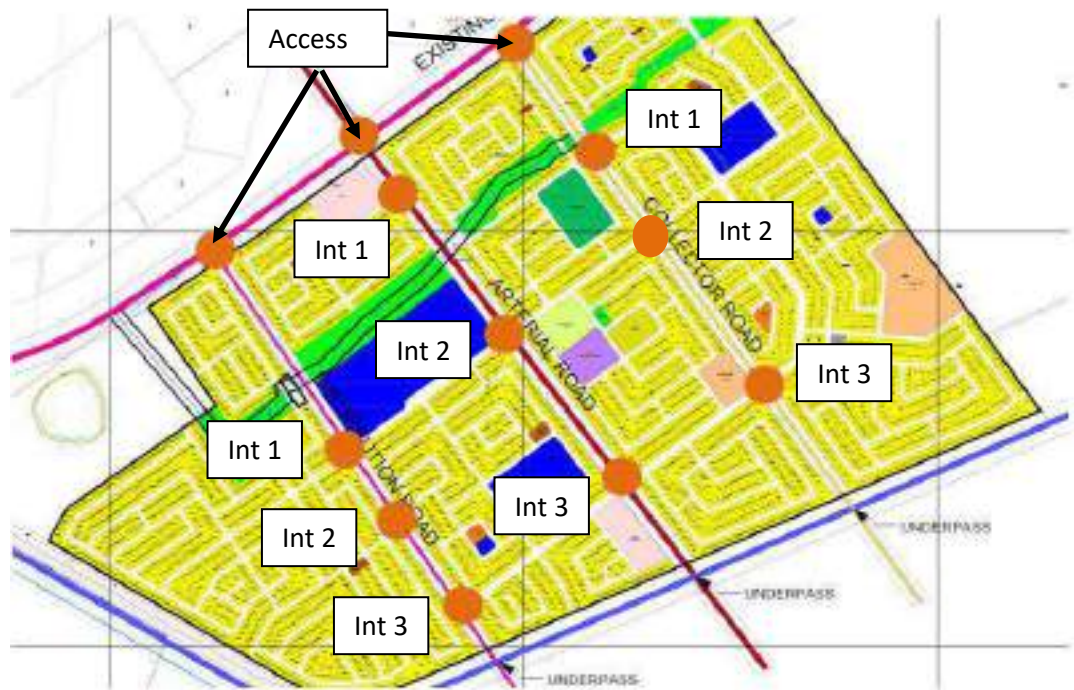 Access
EXISTING
Int 1
Int 1
Int 2
COLLECTOR ROAD
ARTERIAL ROAD
Int 2
Int 3
Int 1
Int 3
Int 2
ROAD
UNDERPASS
UNDERPASS
Int 3
UNDERPASS